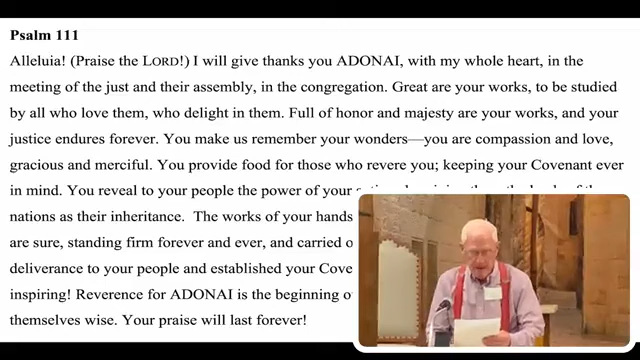 Psalm 111
Alleluia! (Praise the LORD!) I will give thanks you ADONAI, with my whole heart, in the
meeting of the just and their assembly, in the congregation. Great are your works, to be studied
by all who love them, who delight in them. Full of honor and majesty are your works, and your
justice endures forever. You make us remember your wonders—you are compassion and love,
gracious and merciful. You provide food for those who revere you; keeping your Covenant ever
in mind. You reveal to your people the power of your
nations as their inheritance. The works of your hands
are sure, standing firm forever and ever, and carried
deliverance to your people and established your
inspiring! Reverence for ADONAI is the beginning
themselves wise. Your praise will last forever!